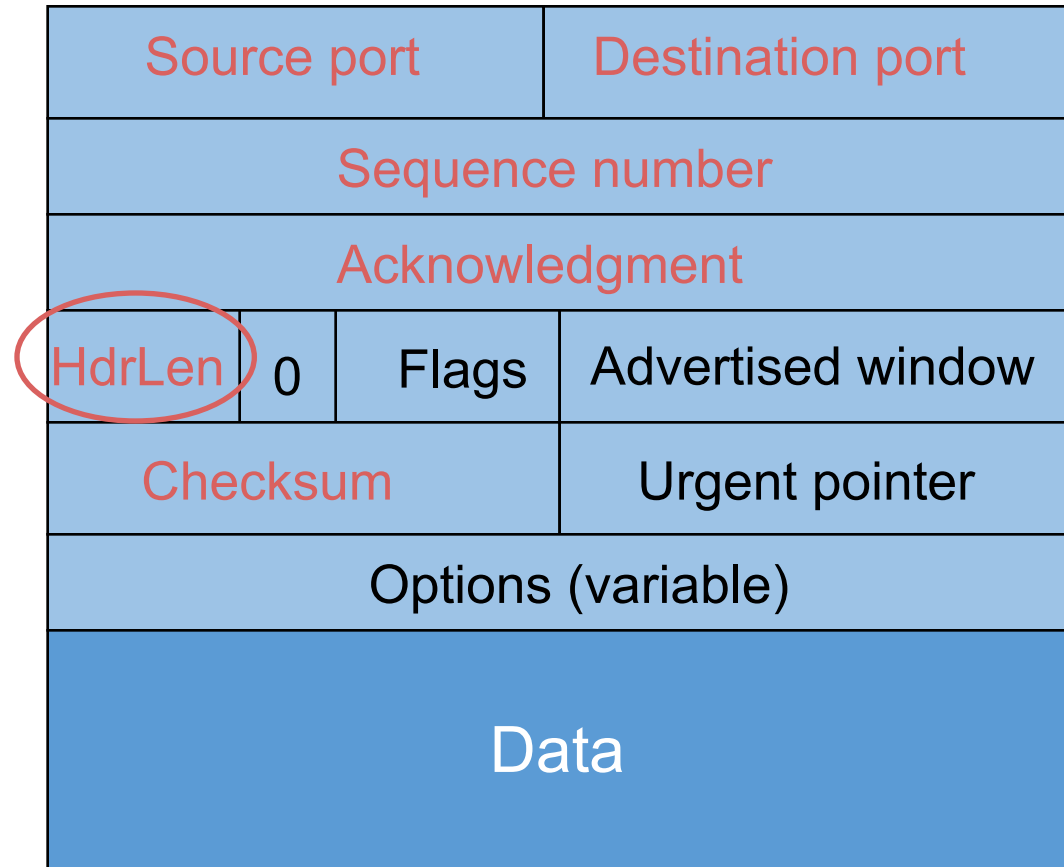 Source port Destination port
Sequence number
Acknowledgment
HdrLen 0 Flags Advertised window
Checksum Urgent pointer
Options (variable)
Data